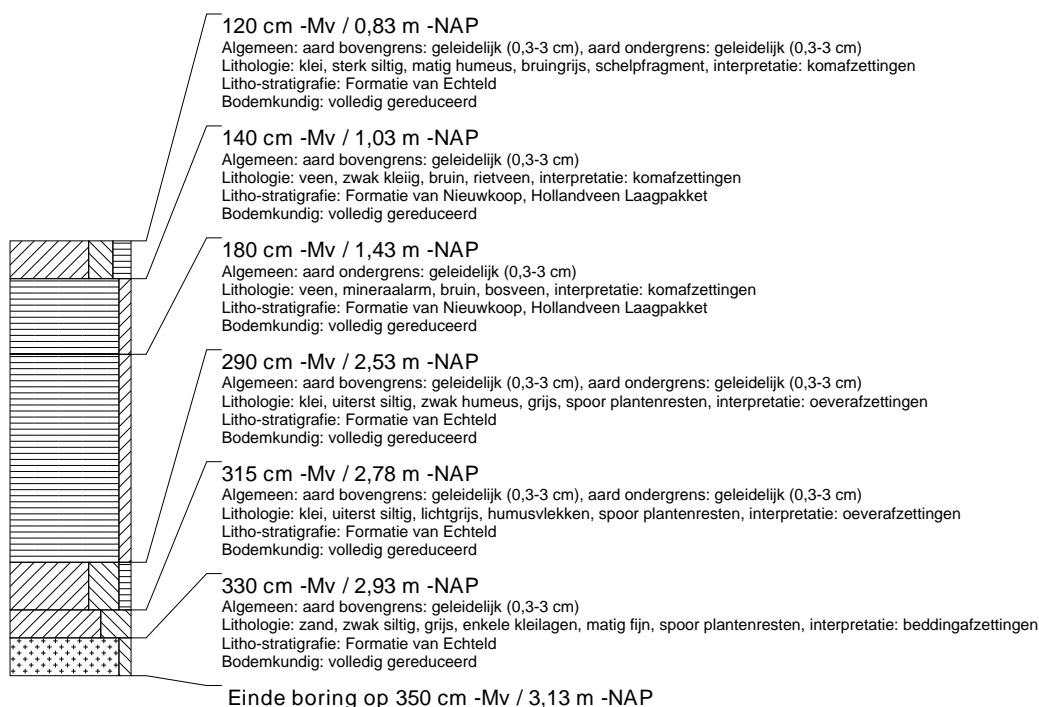 120 cm -Mv / 0,83 m -NAP
Algemeen: aard bovengrens: geleidelijk (0,3-3 cm), aard ondergrens: geleidelijk (0,3-3 cm)
Lithologie: klei, sterk siltig, matig humeus, bruingrijs, schelpfragment, interpretatie: komafzettingen
Litho-stratigrafie: Formatie van Echteld
Bodemkundig: volledig gereduceerd
140 cm -Mv / 1,03 m -NAP
Algemeen: aard bovengrens: geleidelijk (0,3-3 cm)
Lithologie: veen, zwak kleiig, bruin, rietveen, interpretatie: komafzettingen
Litho-stratigrafie: Formatie van Nieuwkoop, Hollandveen Laagpakket
Bodemkundig: volledig gereduceerd
180 cm -Mv / 1,43 m -NAP
Algemeen: aard ondergrens: geleidelijk (0,3-3 cm)
Lithologie: veen, mineraalarm, bruin, bosveen, interpretatie: komafzettingen
Litho-stratigrafie: Formatie van Nieuwkoop, Hollandveen Laagpakket
Bodemkundig: volledig gereduceerd
290 cm -Mv / 2,53 m -NAP
Algemeen: aard bovengrens: geleidelijk (0,3-3 cm), aard ondergrens: geleidelijk (0,3-3 cm)
Lithologie: klei, uiterst siltig, zwak humeus, grijs, spoor plantenresten, interpretatie: oeverafzettingen
Litho-stratigrafie: Formatie van Echteld
Bodemkundig: volledig gereduceerd
315 cm -Mv / 2,78 m -NAP
Algemeen: aard bovengrens: geleidelijk (0,3-3 cm), aard ondergrens: geleidelijk (0,3-3 cm)
Lithologie: klei, uiterst siltig, lichtgrijs, humusvlekken, spoor plantenresten, interpretatie: oeverafzettingen
Litho-stratigrafie: Formatie van Echteld
Bodemkundig: volledig gereduceerd
330 cm -Mv / 2,93 m -NAP
Algemeen: aard bovengrens: geleidelijk (0,3-3 cm)
Lithologie: zand, zwak siltig, grijs, enkele kleilagen, matig fijn, spoor plantenresten, interpretatie: beddingafzettingen
Litho-stratigrafie: Formatie van Echteld
Bodemkundig: volledig gereduceerd
Einde boring op 350 cm -Mv / 3,13 m -NAP